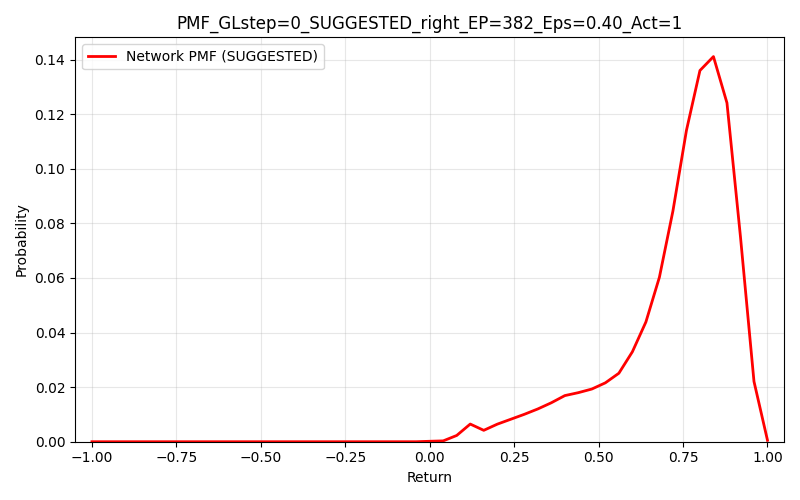 PMF_GLstep=0_SUGGESTED_right_EP=382_Eps=0.40_Act=1
Network PMF (SUGGESTED)
0.14
0.12
0.10
0.08
0.06
0.04
0.02
0.00
Probability
−1.00 −0.75 −0.50 −0.25 0.00 0.25 0.50 0.75 1.00
Return